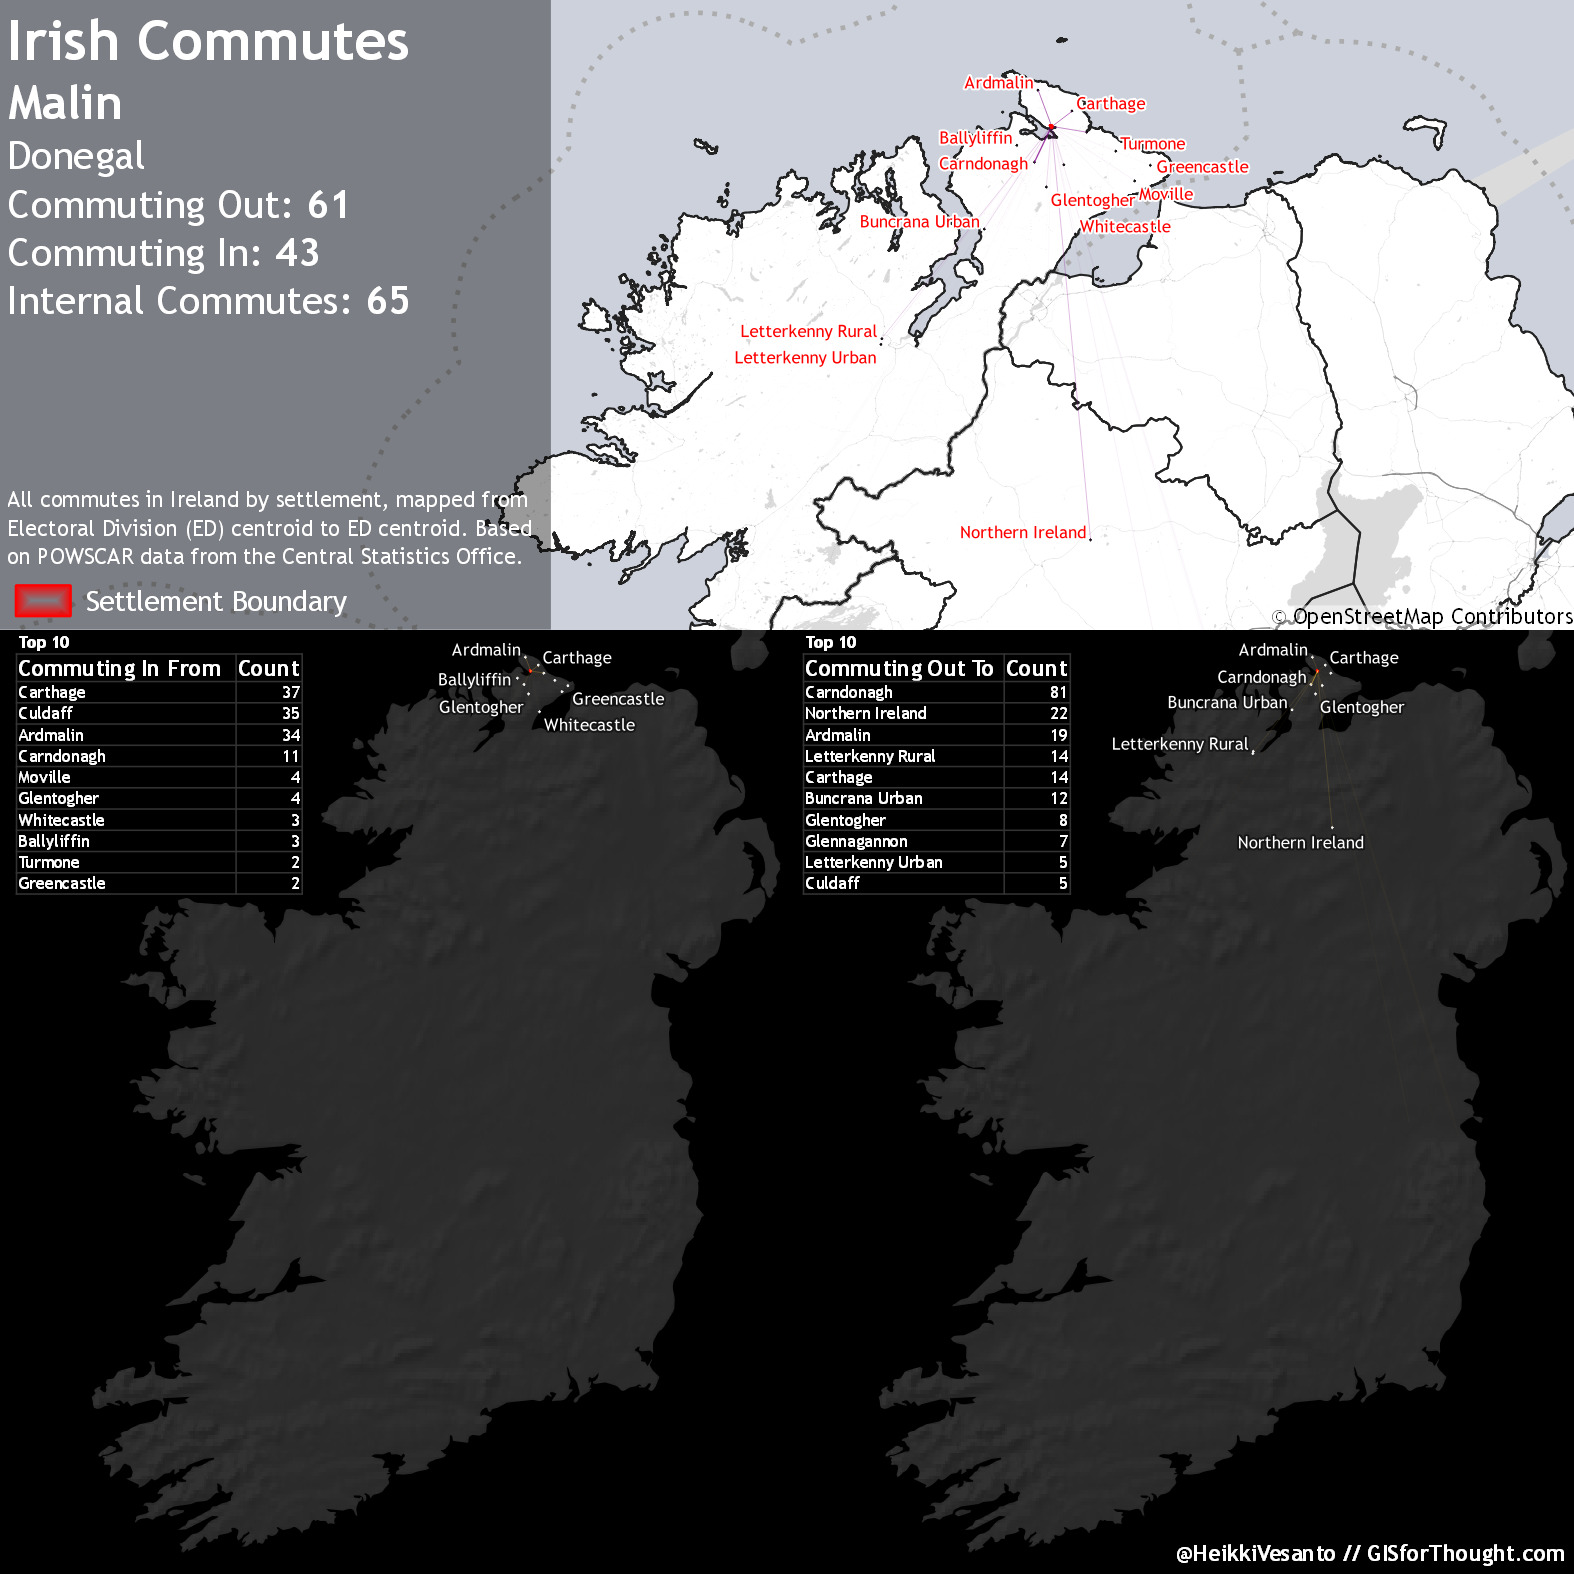 Irish Commutes
Malin
Donegal
Commuting Out: 61
Commuting In: 43
Internal Commutes: 65
All commutes in Ireland by settlement, mapped from
Electoral Division (ED) centroid to ED centroid. Based
on POWSCAR data from the Central Statistics Office.
Settlement Boundary
Ardmalin
Carthage
Ballyliffin
Turmone
Carndonagh
Greencastle
Glentogher
Moville
Buncrana Urban
Whitecastle
Letterkenny Rural
Letterkenny Urban
Northern Ireland
© OpenStreetMap Contributors
Top 10
Commuting In From Count
Carthage 37
Culdaff 35
Ardmalin 34
Carndonagh 11
Moville 4
Glentogher 4
Whitecastle 3
Ballyliffin 3
Turmone 2
Greencastle 2
Ardmalin
Carthage
Ballyliffin
Greencastle
Glentogher
Whitecastle
Top 10
Commuting Out To Count
Carndonagh 81
Northern Ireland 22
Ardmalin 19
Letterkenny Rural 14
Carthage 14
Buncrana Urban 12
Glentogher 8
Glennagannon 7
Letterkenny Urban 5
Culdaff 5
Ardmalin
Carthage
Carndonagh
Buncrana Urban
Glentogher
Letterkenny Rural
Northern Ireland
@HeikkiVesanto // GISforThought.com